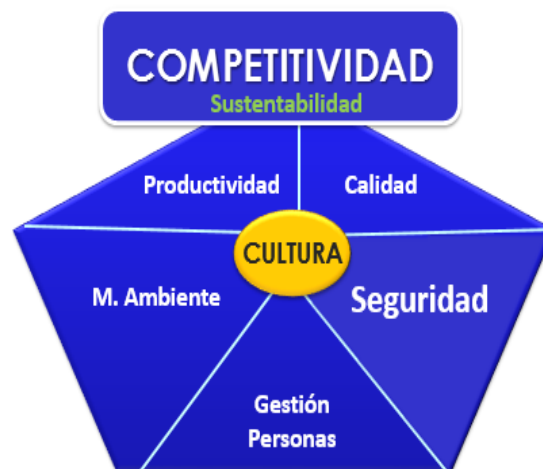 COMPETITIVIDAD
Sustentabilidad
Productividad
Calidad
CULTURA
M. Ambiente
Seguridad
Gestión
Personas